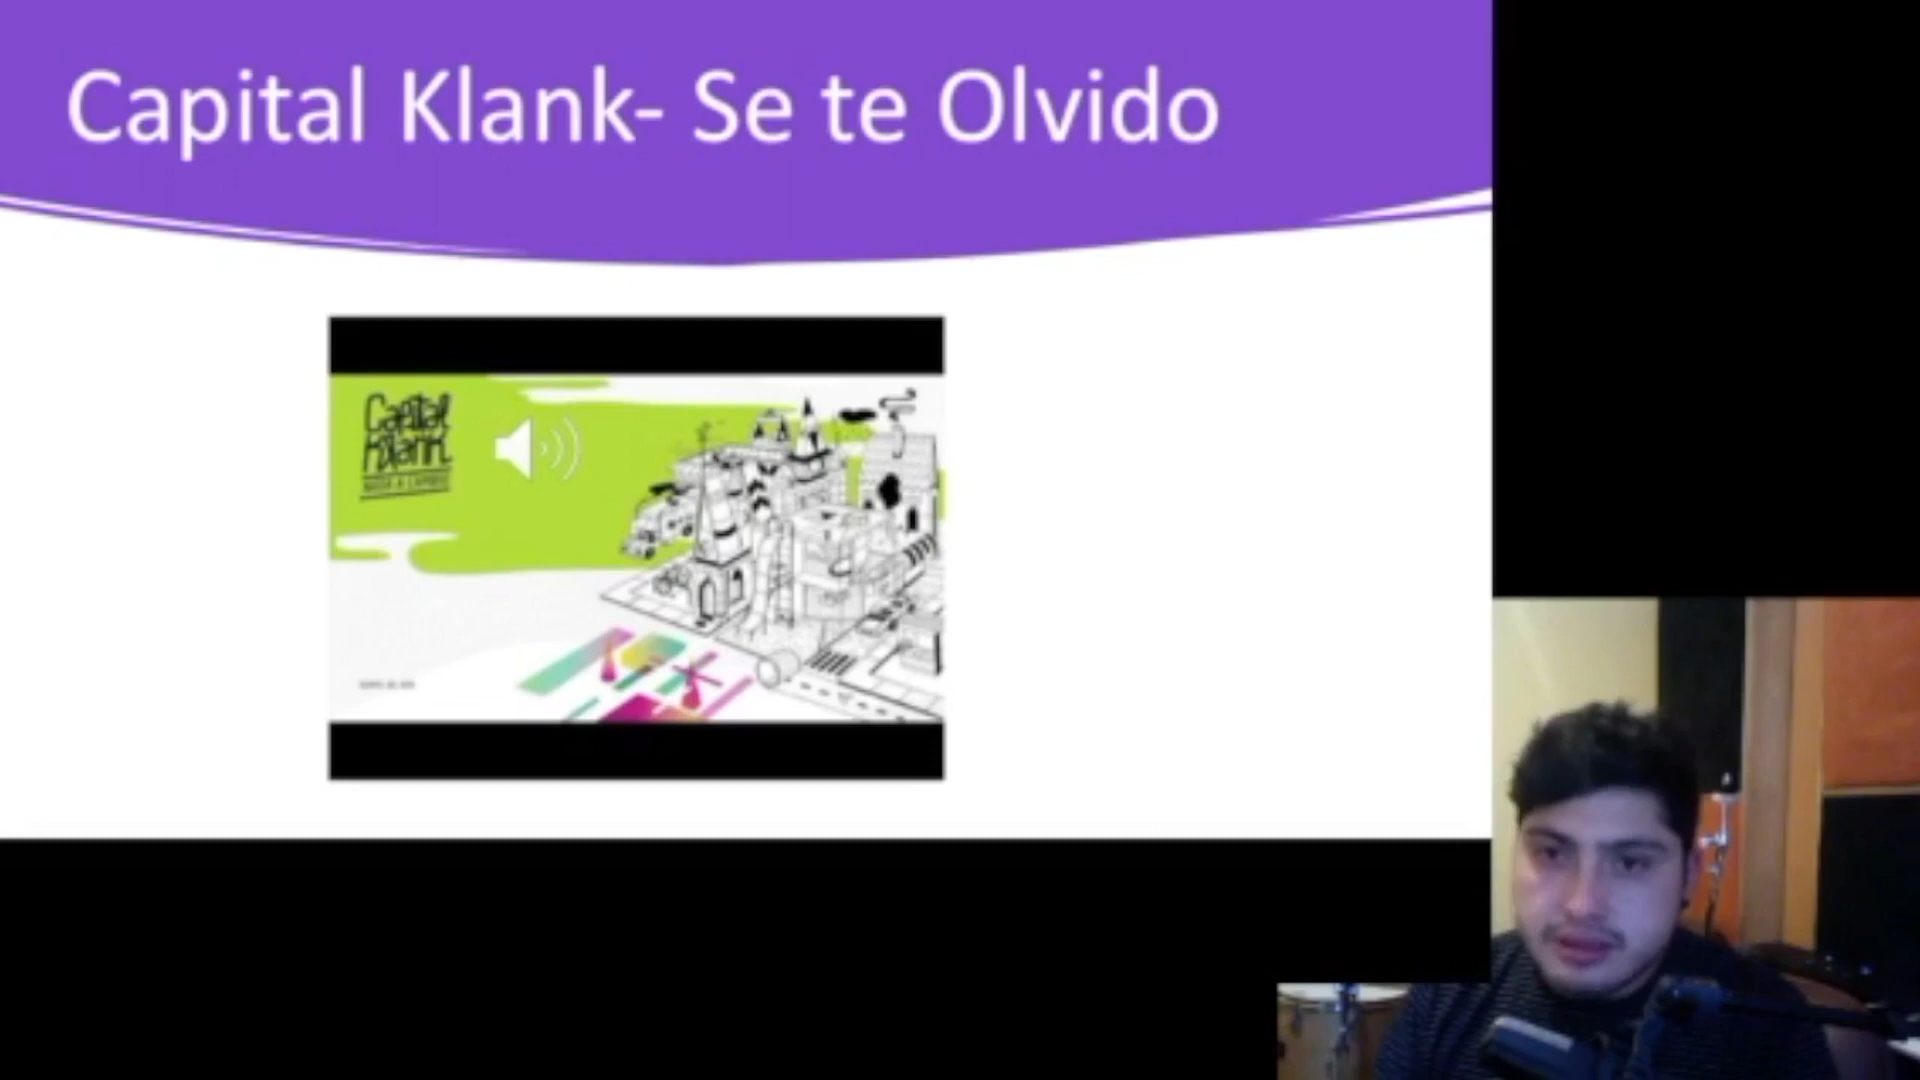 Capital Klank- Se te Olvido
Capital
Klank